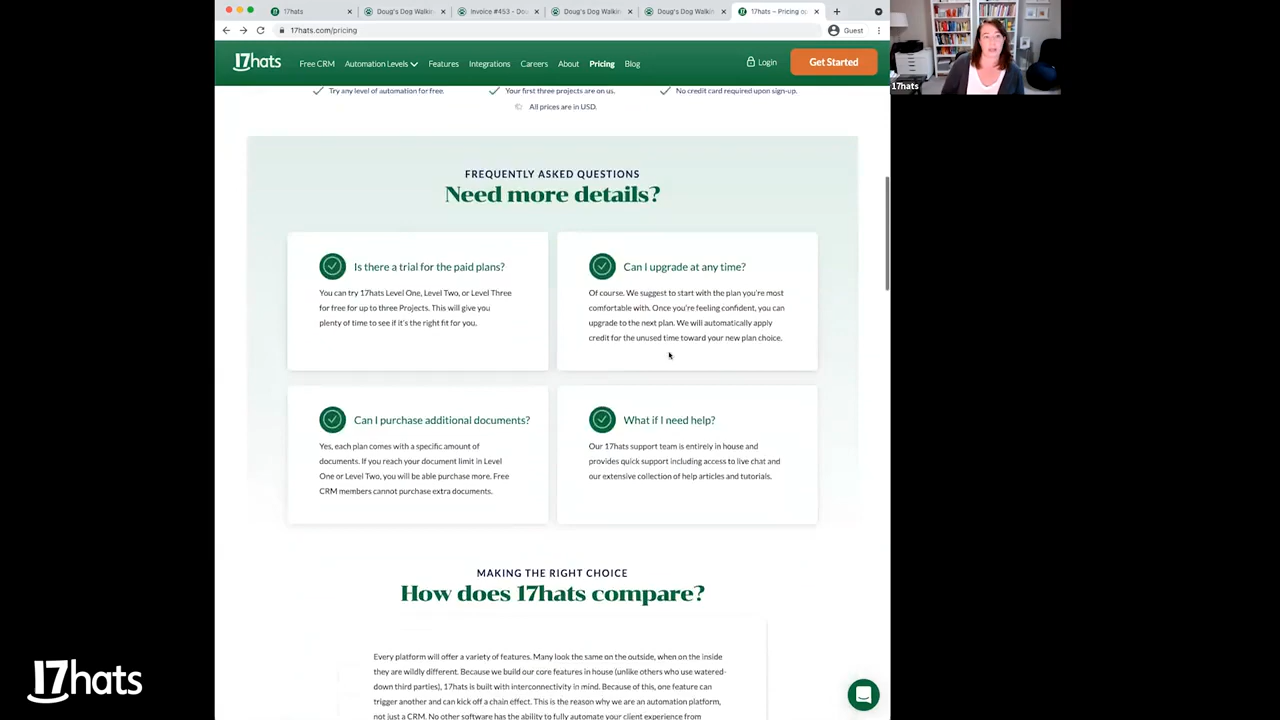 17hats
Doug's Dog Walkin
Invoice #453 - Dou
Doug's Dog Walkin
Doug's Dog Walkin
17hats – Pricing op
17hats.com/pricing
Guest
17hats
Free CRM
Automation Levels
Features
Integrations
Careers
About
Pricing
Blog
Login
Get Started
17hats
Try any level of automation for free.
Your first three projects are on us.
No credit card required upon sign-up.
All prices are in USD.
FREQUENTLY ASKED QUESTIONS
Need more details?
Is there a trial for the paid plans?
You can try 17hats Level One, Level Two, or Level Three
for free for up to three Projects. This will give you
plenty of time to see if it's the right fit for you.
Can I upgrade at any time?
Of course. We suggest to start with the plan you're most
comfortable with. Once you're feeling confident, you can
upgrade to the next plan. We will automatically apply
credit for the unused time toward your new plan choice.
Can I purchase additional documents?
Yes, each plan comes with a specific amount of
documents. If you reach your document limit in Level
One or Level Two, you will be able purchase more. Free
CRM members cannot purchase extra documents.
What if I need help?
Our 17hats support team is entirely in house and
provides quick support including access to live chat and
our extensive collection of help articles and tutorials.
MAKING THE RIGHT CHOICE
How does 17hats compare?
Every platform will offer a variety of features. Many look the same on the outside, when on the inside
they are wildly different. Because we build our core features in house (unlike others who use watered-
down third parties), 17hats is built with interconnectivity in mind. Because of this, one feature can
trigger another and can kick off a chain effect. This is the reason why we are an automation platform,
not just a CRM. No other software has the ability to fully automate your client experience from
17hats